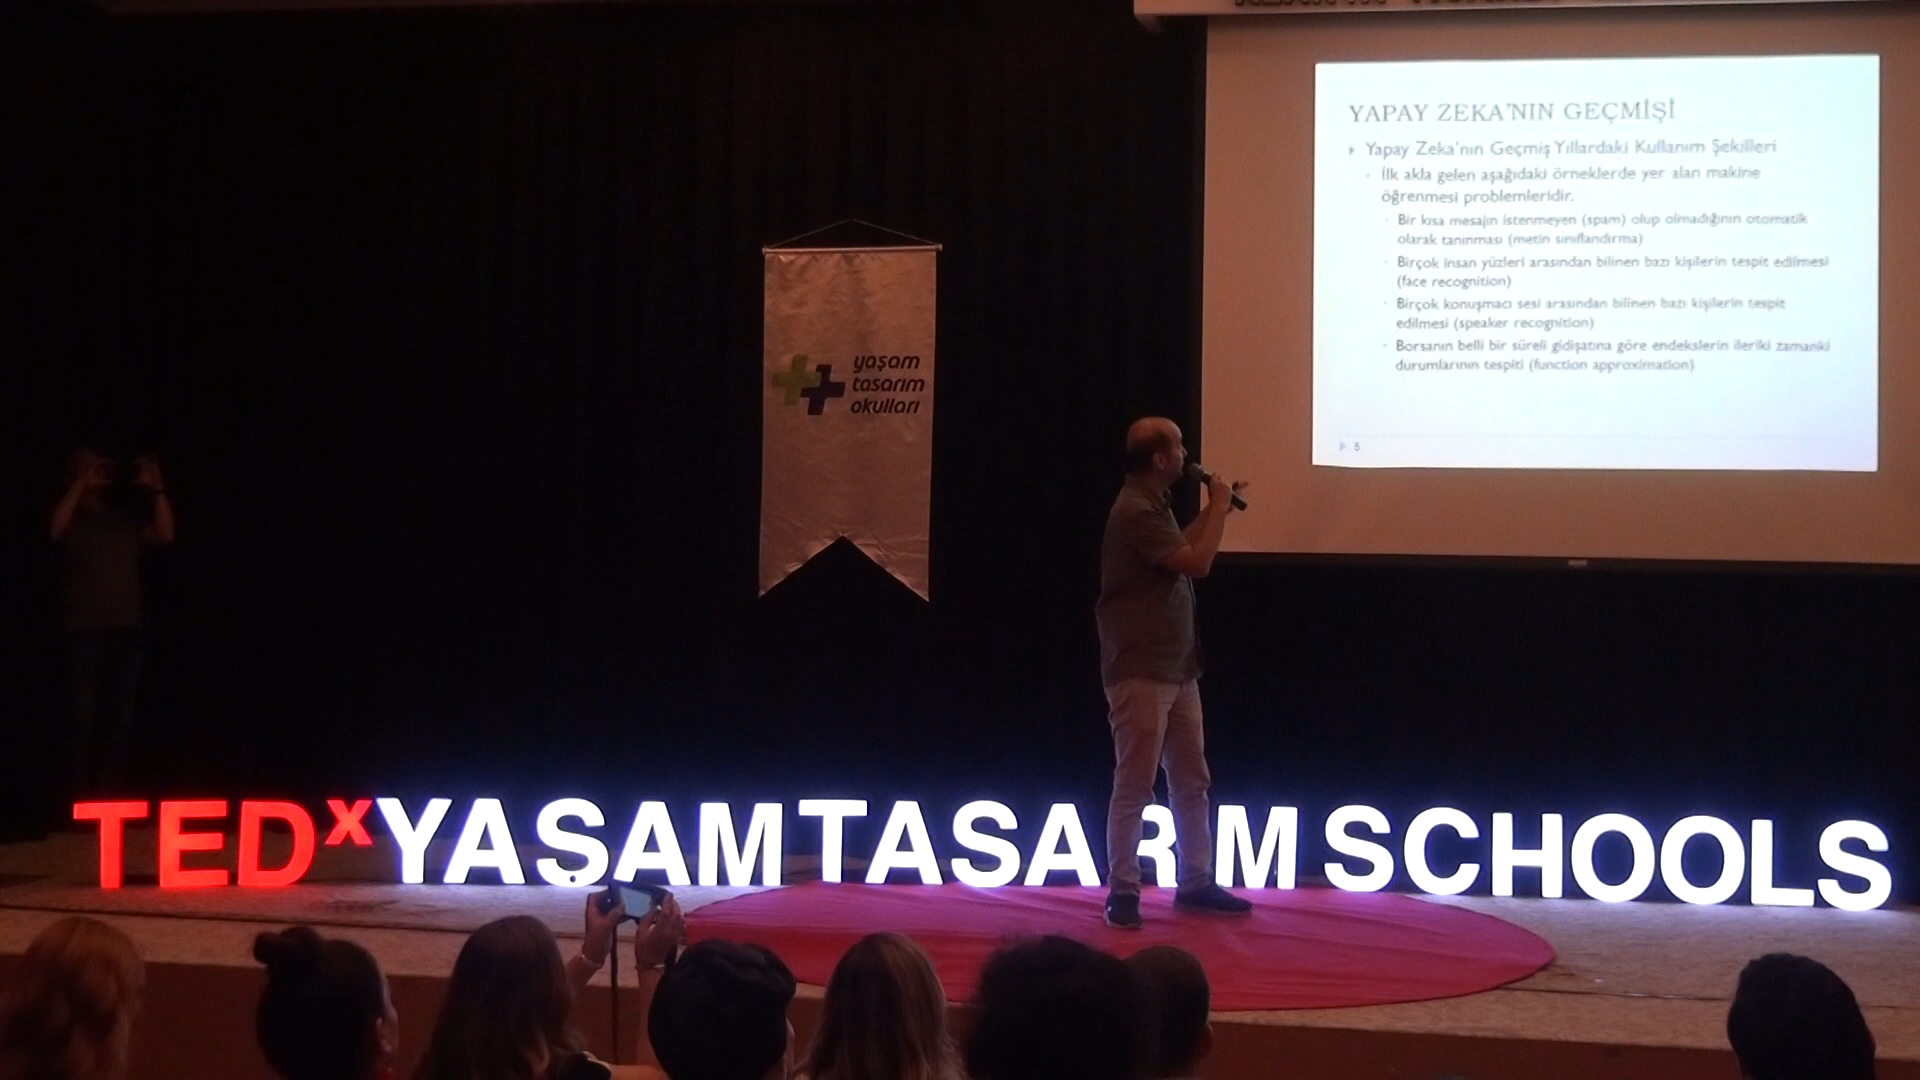 YAPAY ZEKA'NIN GEÇMİŞİ
Yapay Zeka'nın Geçmiş Yıllardaki Kullanım Şekilleri
İlk akla gelen aşağıdaki örneklerde yer alan makine
öğrenmesi problemleridir.
Bir kısa mesajın istenmeyen (spam) olup olmadığının otomatik
olarak tanınması (metin sınıflandırma)
Birçok insan yüzleri arasından bilinen bazı kişilerin tespit edilmesi
(face recognition)
Birçok konuşmacı sesi arasından bilinen bazı kişilerin tespit
edilmesi (speaker recognition)
Borsanın belli bir süreli gidişatına göre endekslerin ileriki zamanki
durumlarının tespiti (function approximation)
5
yaşam
tasarım
okulları
TEDxYAŞAMTASARIMSCHOOLS